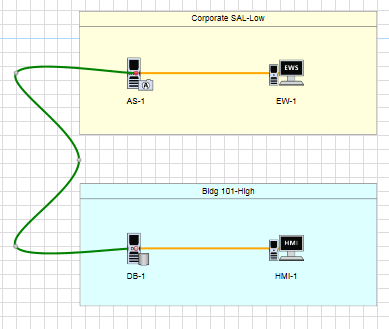 Corporate SAL-Low
EWS
AS-1
EW-1
Bldg 101-High
HMI
DB-1
HMI-1